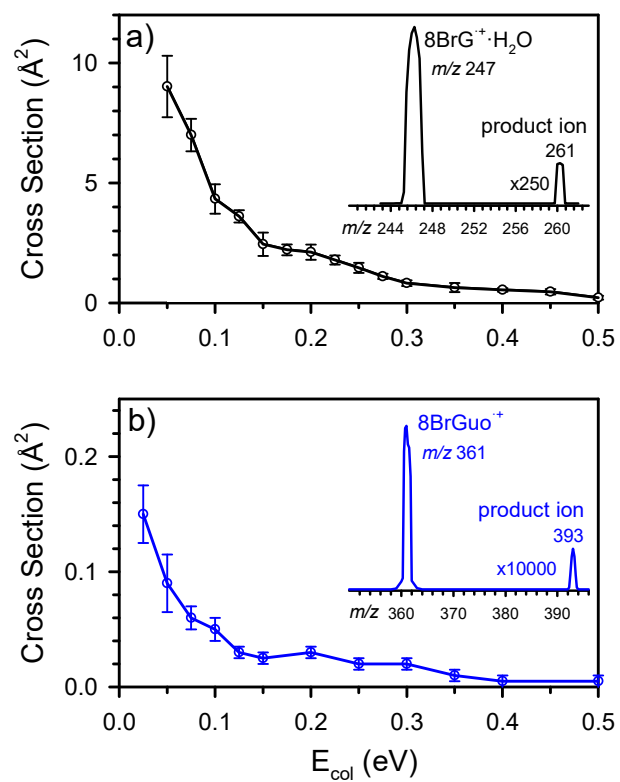 a)
8BrG·+·H2O
m/z 247
product ion
261
x250
m/z 244 248 252 256 260
Cross Section (Å2)
10
5
0
0.0 0.1 0.2 0.3 0.4 0.5
b)
8BrGuo·+
m/z 361
product ion
393
x10000
m/z 360 370 380 390
Cross Section (Å2)
0.2
0.1
0.0
0.0 0.1 0.2 0.3 0.4 0.5
Ecol (eV)